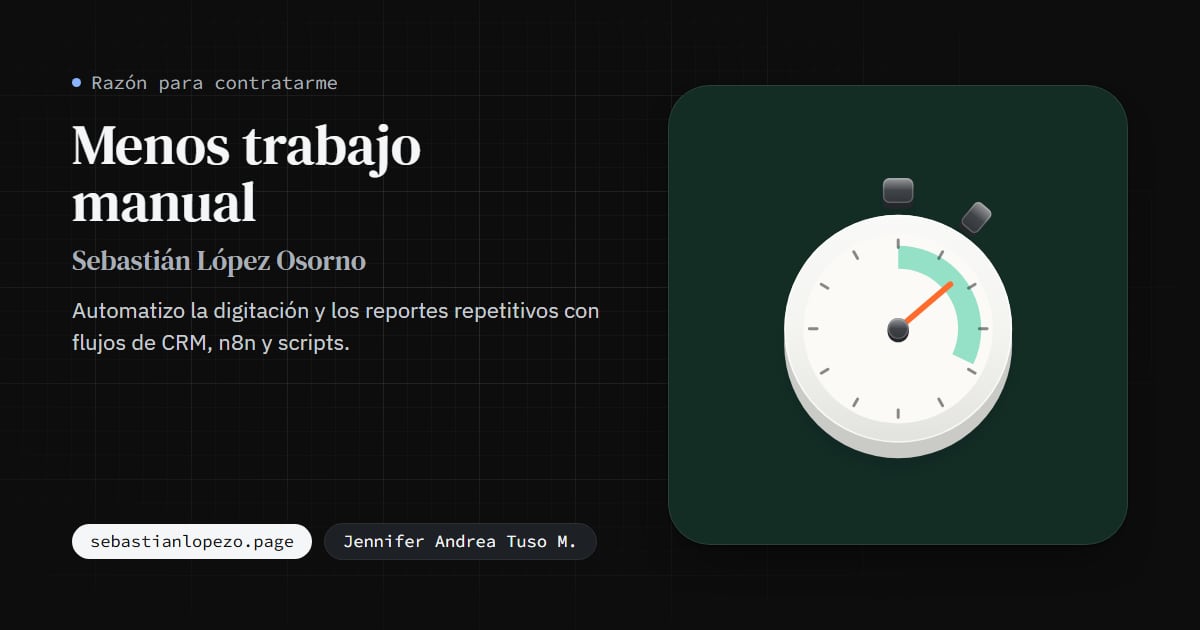 Razón para contratarme
Menos trabajo
manual
Sebastián López Osorno
Automatizo la digitación y los reportes repetitivos con
flujos de CRM, n8n y scripts.
sebastianlopezo.page
Jennifer Andrea Tuso M.